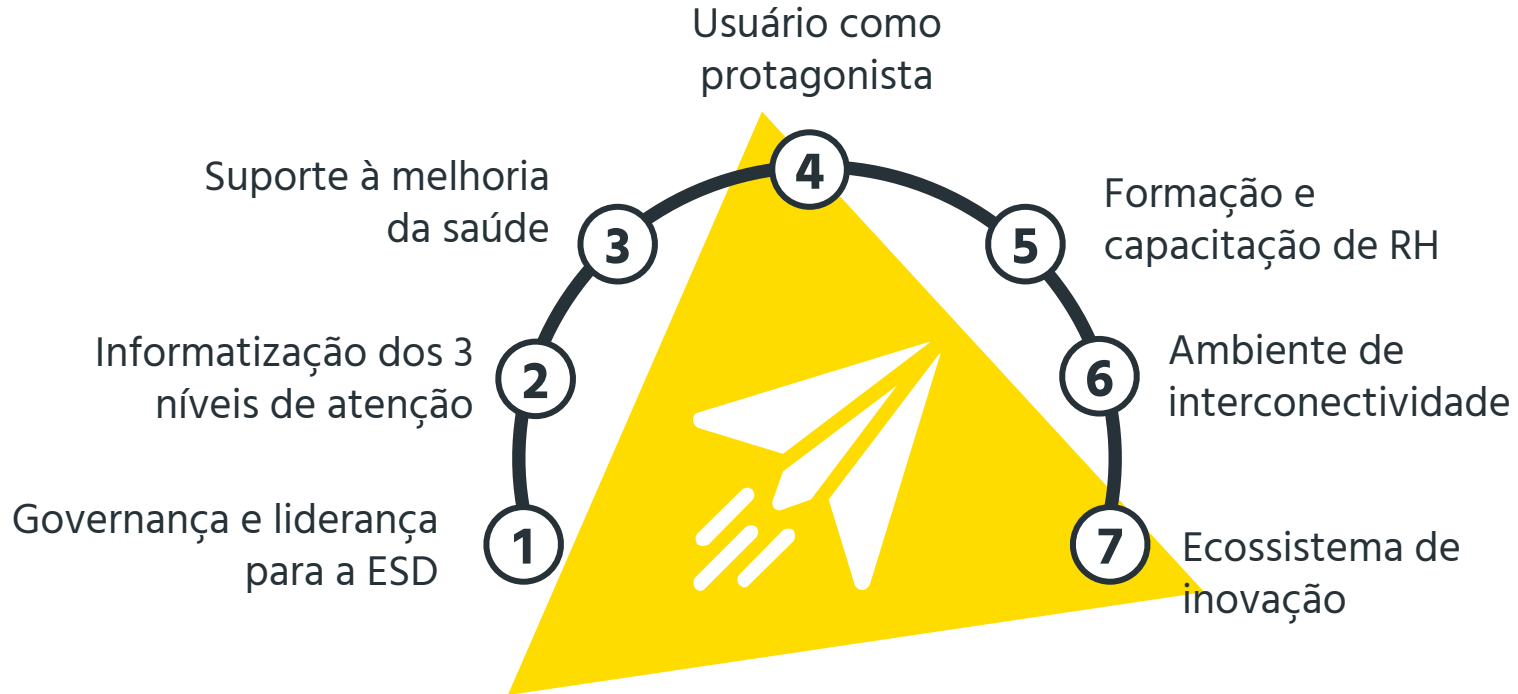 1
Governança e liderança
para a ESD
2
Informatização dos 3
níveis de atenção
3
Suporte à melhoria
da saúde
4
Usuário como
protagonista
5
Formação e
capacitação de RH
6
Ambiente de
interconectividade
7
Ecossistema de
inovação